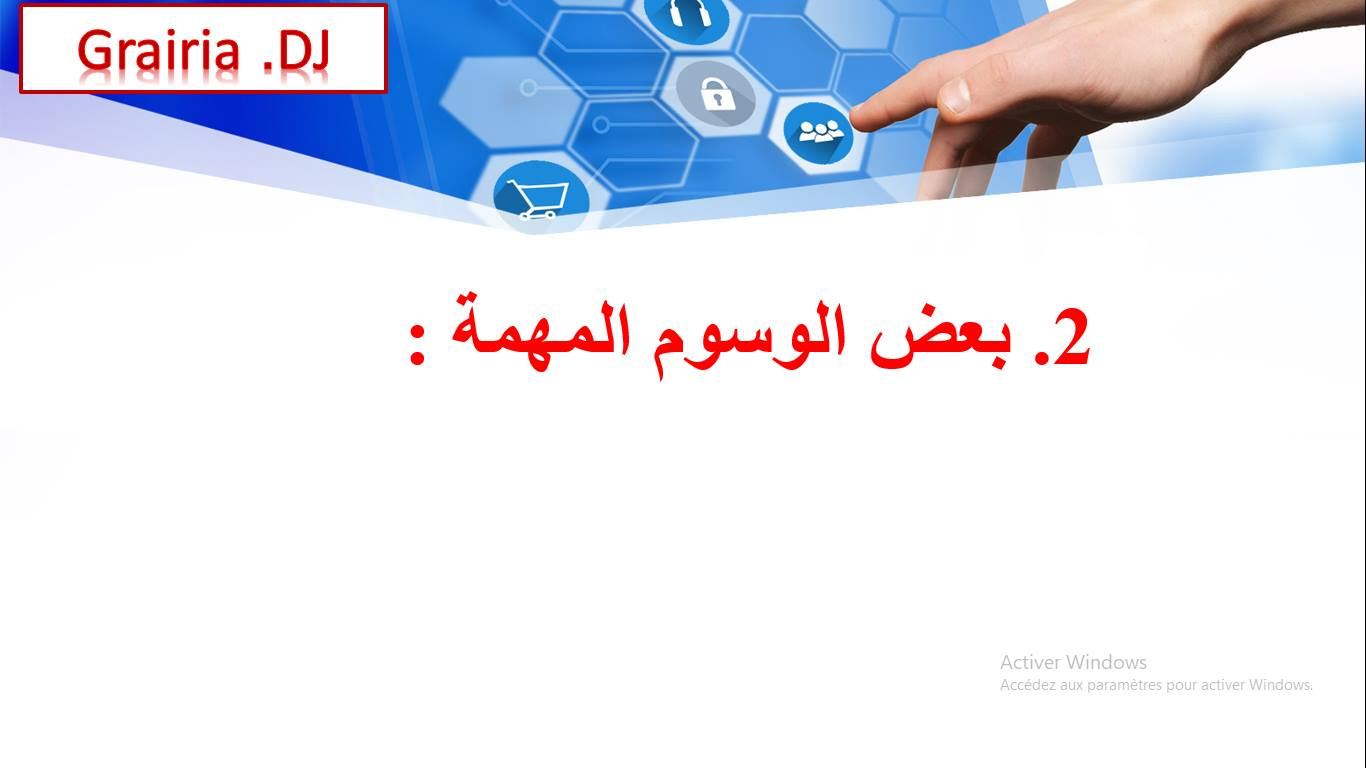 Grairia .DJ
2. بعض الوسوم المهمة :
Activer Windows
Accédez aux paramètres pour activer Windows.